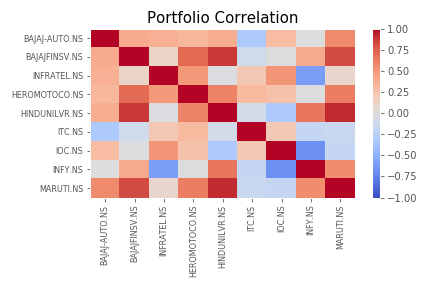 Portfolio Correlation
BAJAJ-AUTO.NS
BAJAJFINSV.NS
INFRATEL.NS
HEROMOTOCO.NS
HINDUNILVR.NS
ITC.NS
IOC.NS
INFY.NS
MARUTI.NS
BAJAJ-AUTO.NS
BAJAJFINSV.NS
INFRATEL.NS
HEROMOTOCO.NS
HINDUNILVR.NS
ITC.NS
IOC.NS
INFY.NS
MARUTI.NS
1.00
0.75
0.50
0.25
0.00
−0.25
−0.50
−0.75
−1.00